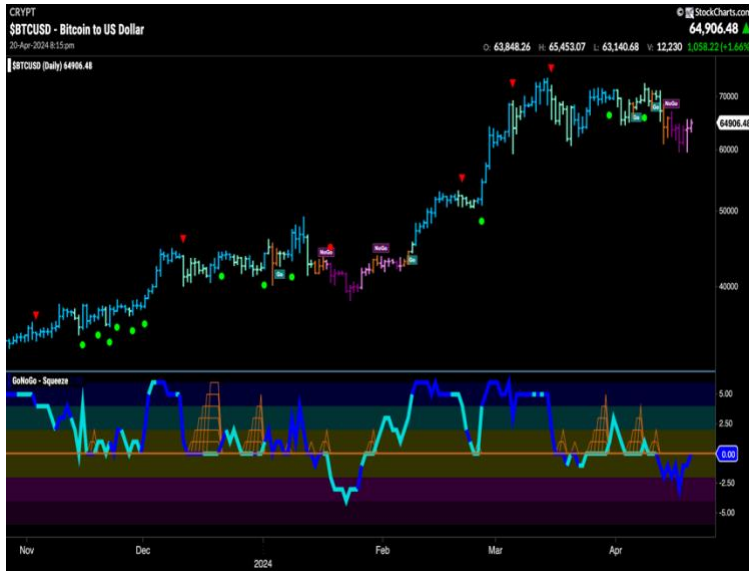 CRYPT
© StockCharts.com
$BTCUSD - Bitcoin to US Dollar
64,906.48
20-Apr-2024 8:15:pm
O: 63,848.26 H: 65,453.07 L: 63,140.68 V: 12,230 1,058.22 (+1.66%)
$BTCUSD (Daily) 64906.48
70000
64906.48
60000
50000
40000
Go
NoGo
NoGo
Go
Go
Go
NoGo
GoNoGo - Squeeze
5.00
2.50
0.00
-2.50
-5.00
Nov Dec Feb Mar Apr
2024